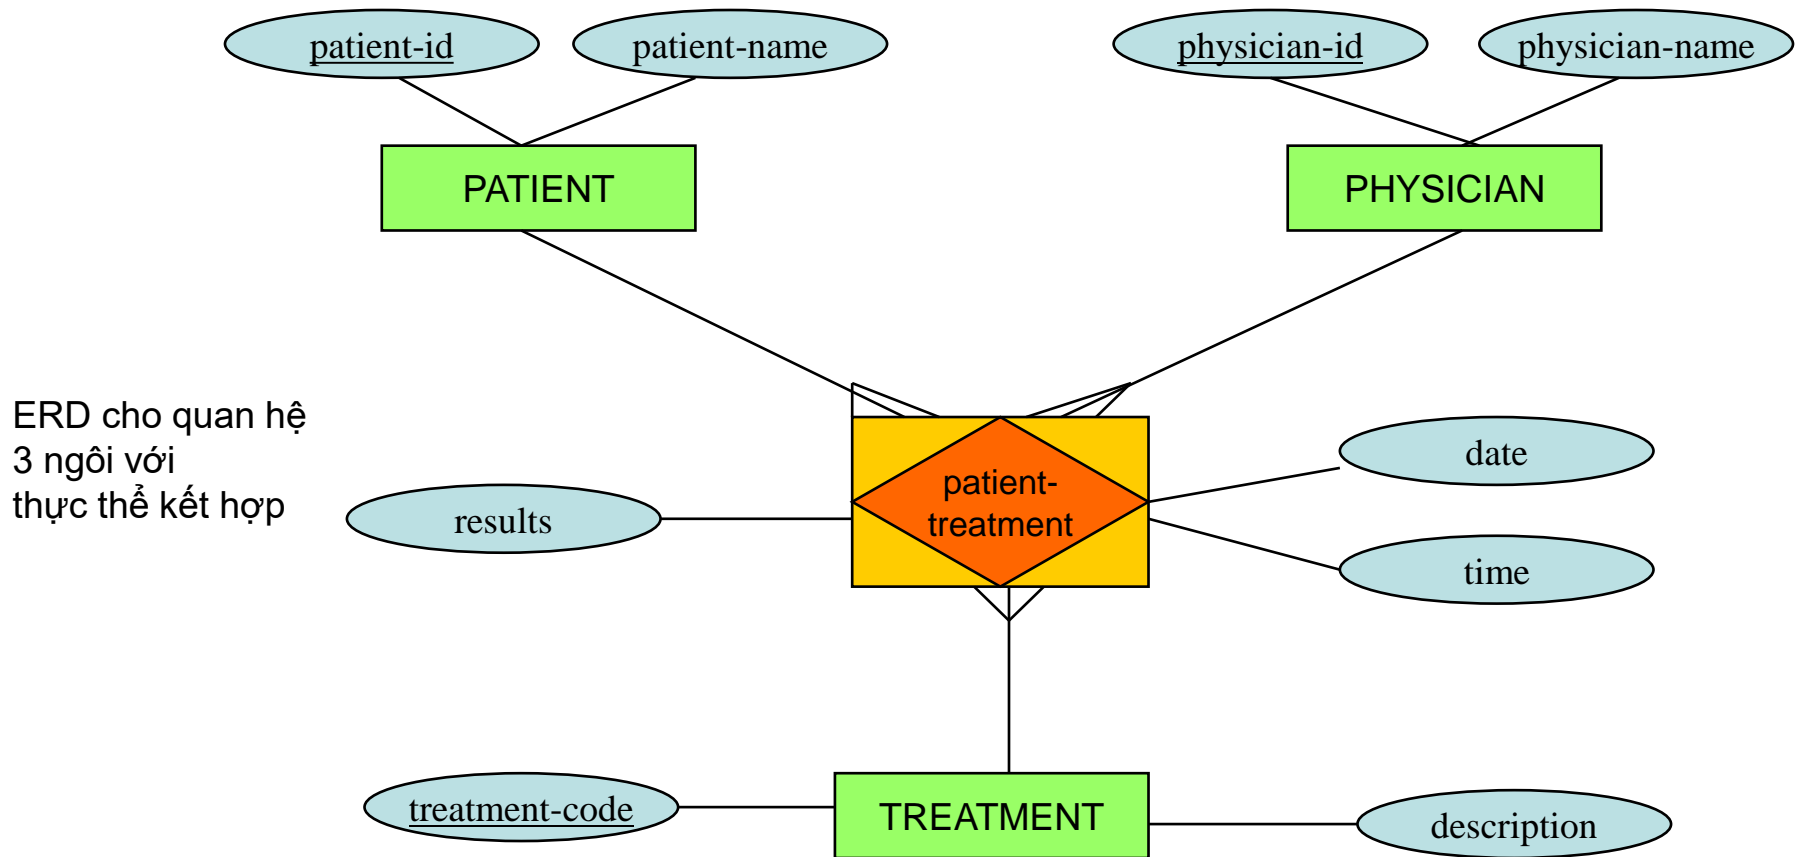 patient-id
patient-name
physician-id
physician-name
PATIENT
PHYSICIAN
ERD cho quan hệ
3 ngôi với
thực thể kết hợp
results
patient-
treatment
date
time
treatment-code
TREATMENT
description